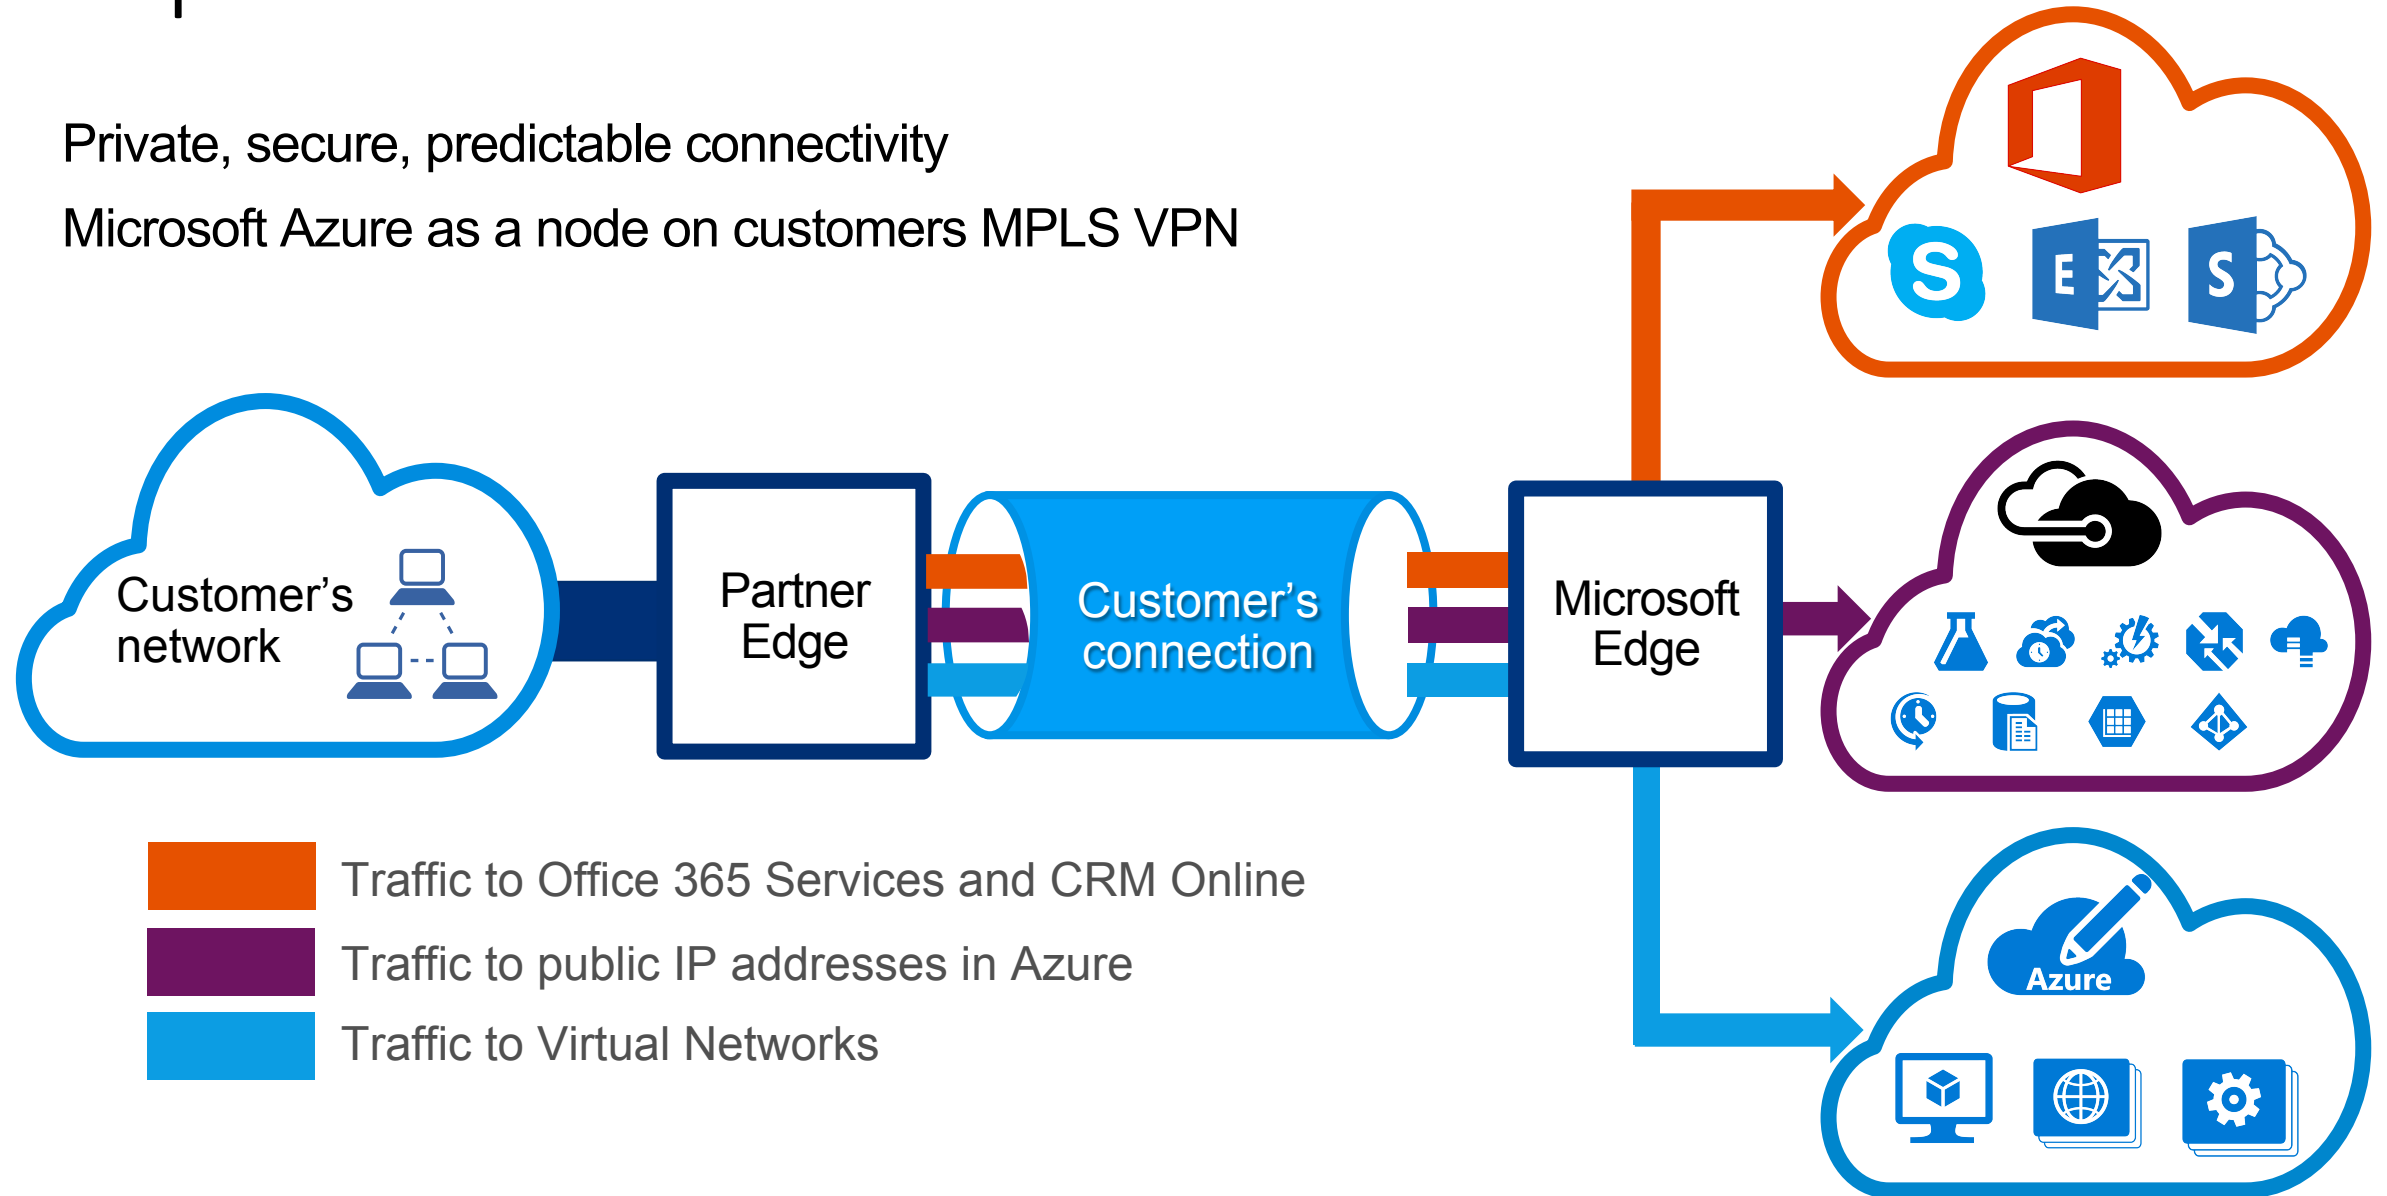 Private, secure, predictable connectivity
Microsoft Azure as a node on customers MPLS VPN
Customer’s
network
Partner
Edge
Customer’s
connection
Microsoft
Edge
S
E
S
Azure
Traffic to Office 365 Services and CRM Online
Traffic to public IP addresses in Azure
Traffic to Virtual Networks